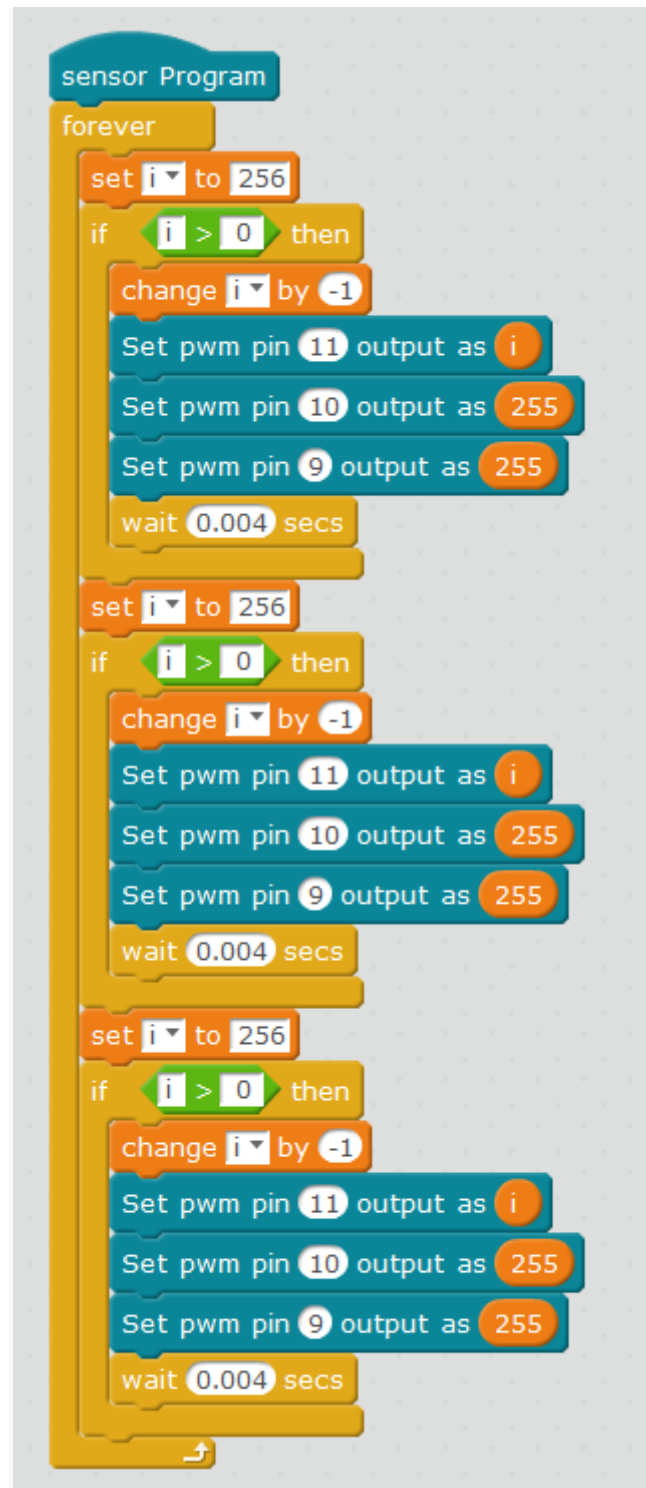 sensor Program
forever
set i to 256
if i > 0 then
change i by -1
Set pwm pin 11 output as i
Set pwm pin 10 output as 255
Set pwm pin 9 output as 255
wait 0.004 secs
set i to 256
if i > 0 then
change i by -1
Set pwm pin 11 output as i
Set pwm pin 10 output as 255
Set pwm pin 9 output as 255
wait 0.004 secs
set i to 256
if i > 0 then
change i by -1
Set pwm pin 11 output as i
Set pwm pin 10 output as 255
Set pwm pin 9 output as 255
wait 0.004 secs